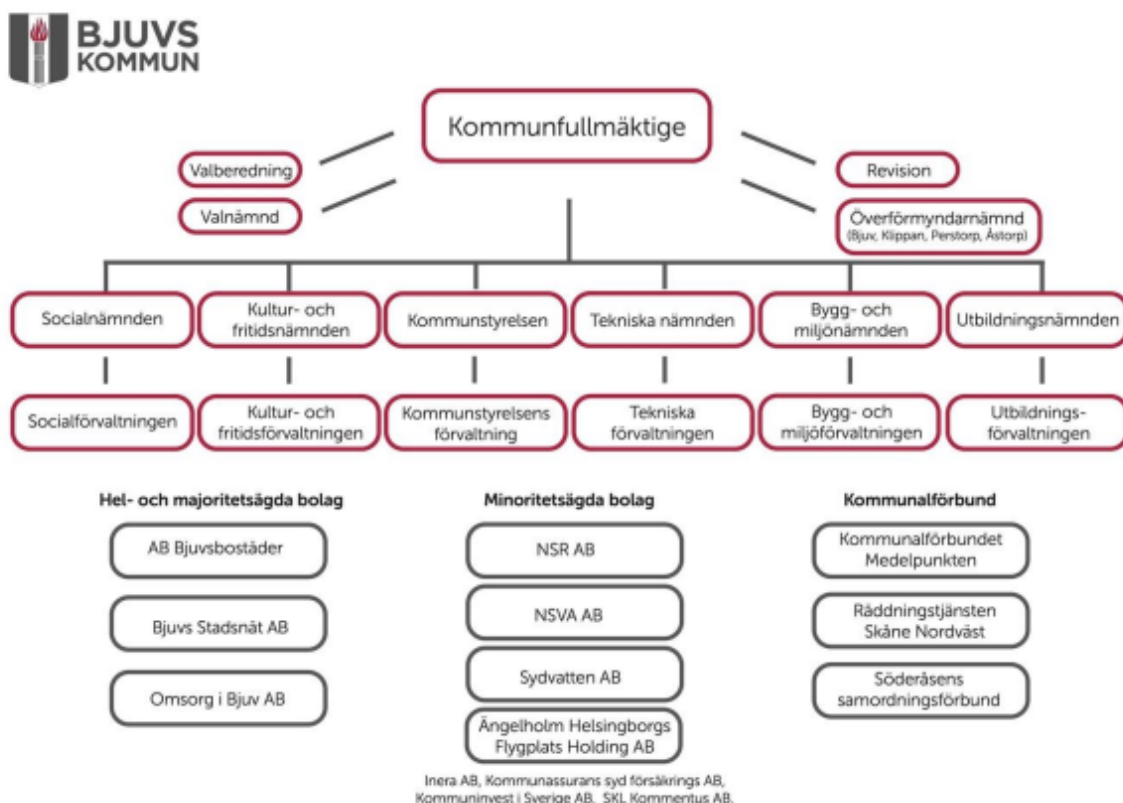 BJUVS
KOMMUN
Kommunfullmäktige
Valberedning
Revision
Valnämnd
Överförmyndarnämnd
(Bjuv, Klippan, Perstorp, Åstorp)
Socialnämnden
Kultur- och
fritidsnämnden
Kommunstyrelsen
Tekniska nämnden
Bygg- och
miljönämnden
Utbildningsnämnden
Socialförvaltningen
Kultur- och
fritidsförvaltningen
Kommunstyrelsens
förvaltning
Tekniska
förvaltningen
Bygg- och
miljöförvaltningen
Utbildnings-
förvaltningen
Hel- och majoritetsägda bolag
AB Bjuvsbostäder
Bjuvs Stadsnät AB
Omsorg i Bjuv AB
Minoritetsägda bolag
NSR AB
NSVA AB
Sydvatten AB
Ängelholm Helsingborgs
Flygplats Holding AB
Inera AB, Kommunassurans syd försäkrings AB,
Kommuninvest i Sverige AB, SKL Kommentus AB,
Kommunalförbund
Kommunalförbundet
Medelpunkten
Räddningstjänsten
Skåne Nordväst
Söderåsens
samordningsförbund